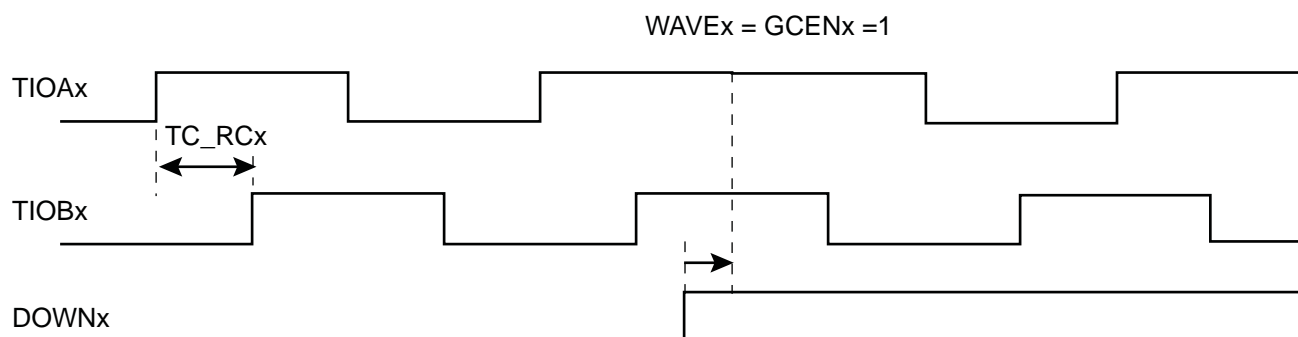 WAVEx = GCENx =1
TIOAx
TC_RCx
TIOBx
DOWNx